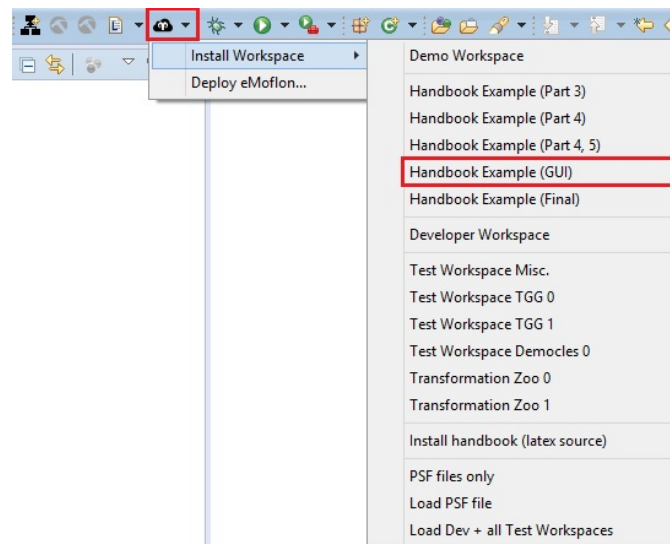 Install Workspace
Deploy eMoflon...
Demo Workspace
Handbook Example (Part 3)
Handbook Example (Part 4)
Handbook Example (Part 4, 5)
Handbook Example (GUI)
Handbook Example (Final)
Developer Workspace
Test Workspace Misc.
Test Workspace TGG 0
Test Workspace TGG 1
Test Workspace Democles 0
Transformation Zoo 0
Transformation Zoo 1
Install handbook (latex source)
PSF files only
Load PSF file
Load Dev + all Test Workspaces